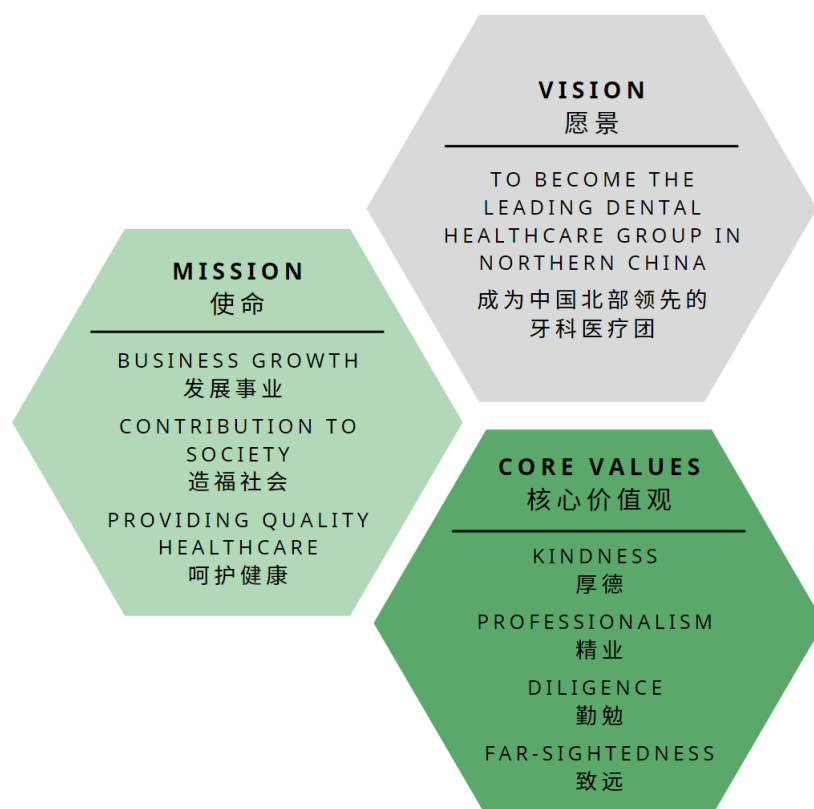 VISION
愿景
TO BECOME THE
LEADING DENTAL
HEALTHCARE GROUP IN
NORTHERN CHINA
成为中国北部领先的
牙科医疗团
MISSION
使命
BUSINESS GROWTH
发展事业
CONTRIBUTION TO
SOCIETY
造福社会
PROVIDING QUALITY
HEALTHCARE
呵护健康
CORE VALUES
核心价值观
KINDNESS
厚德
PROFESSIONALISM
精业
DILIGENCE
勤勉
FAR-SIGHTEDNESS
致远